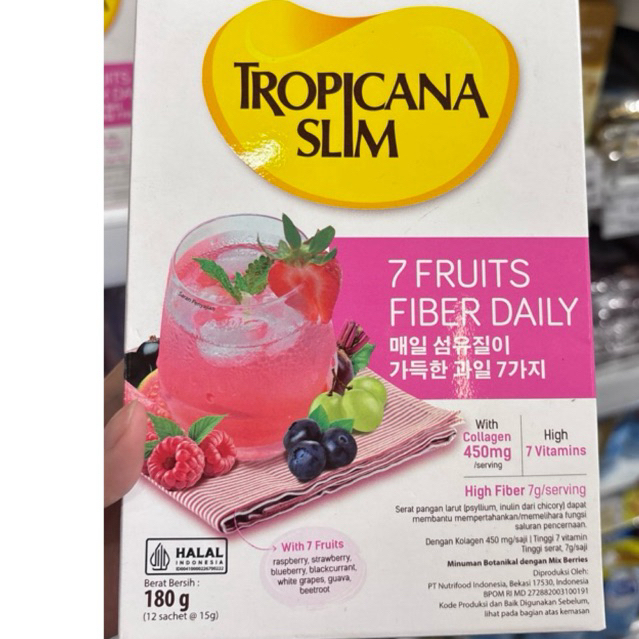 TROPICANA
SLIM
7 FRUITS
FIBER DAILY
매일 섬유질이
가득한 과일 7가지
With
Collagen
450mg
/serving
High
7 Vitamins
High Fiber 7g/serving
Serat pangan larut (psyllium, inulin dari chicory) dapat
membantu mempertahankan/memelihara fungsi
saluran pencernaan.
Dengan Kolagen 450 mg/saji | Tinggi 7 vitamin
Tinggi serat, 7g/saji
Minuman Botanikal dengan Mix Berries
Diproduksi Oleh:
PT Nutrifood Indonesia, Bekasi 17530, Indonesia
BPOM RI MD 272882003100191
Kode Produksi dan Baik Digunakan Sebelum,
lihat pada bagian atas kemasan
With 7 Fruits
raspberry, strawberry,
blueberry, blackcurrant,
white grapes, guava,
beetroot
HALAL
INDONESIA
Berat Bersih :
180 g
(12 sachet @ 15g)
Saran Penyajian